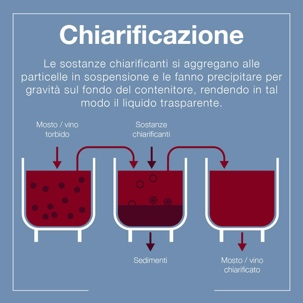 Chiarificazione
Le sostanze chiarificanti si aggregano alle
particelle in sospensione e le fanno precipitare per
gravità sul fondo del contenitore, rendendo in tal
modo il liquido trasparente.
Mosto / vino
torbido
Sostanze
chiarificanti
Sedimenti
Mosto / vino
chiarificato